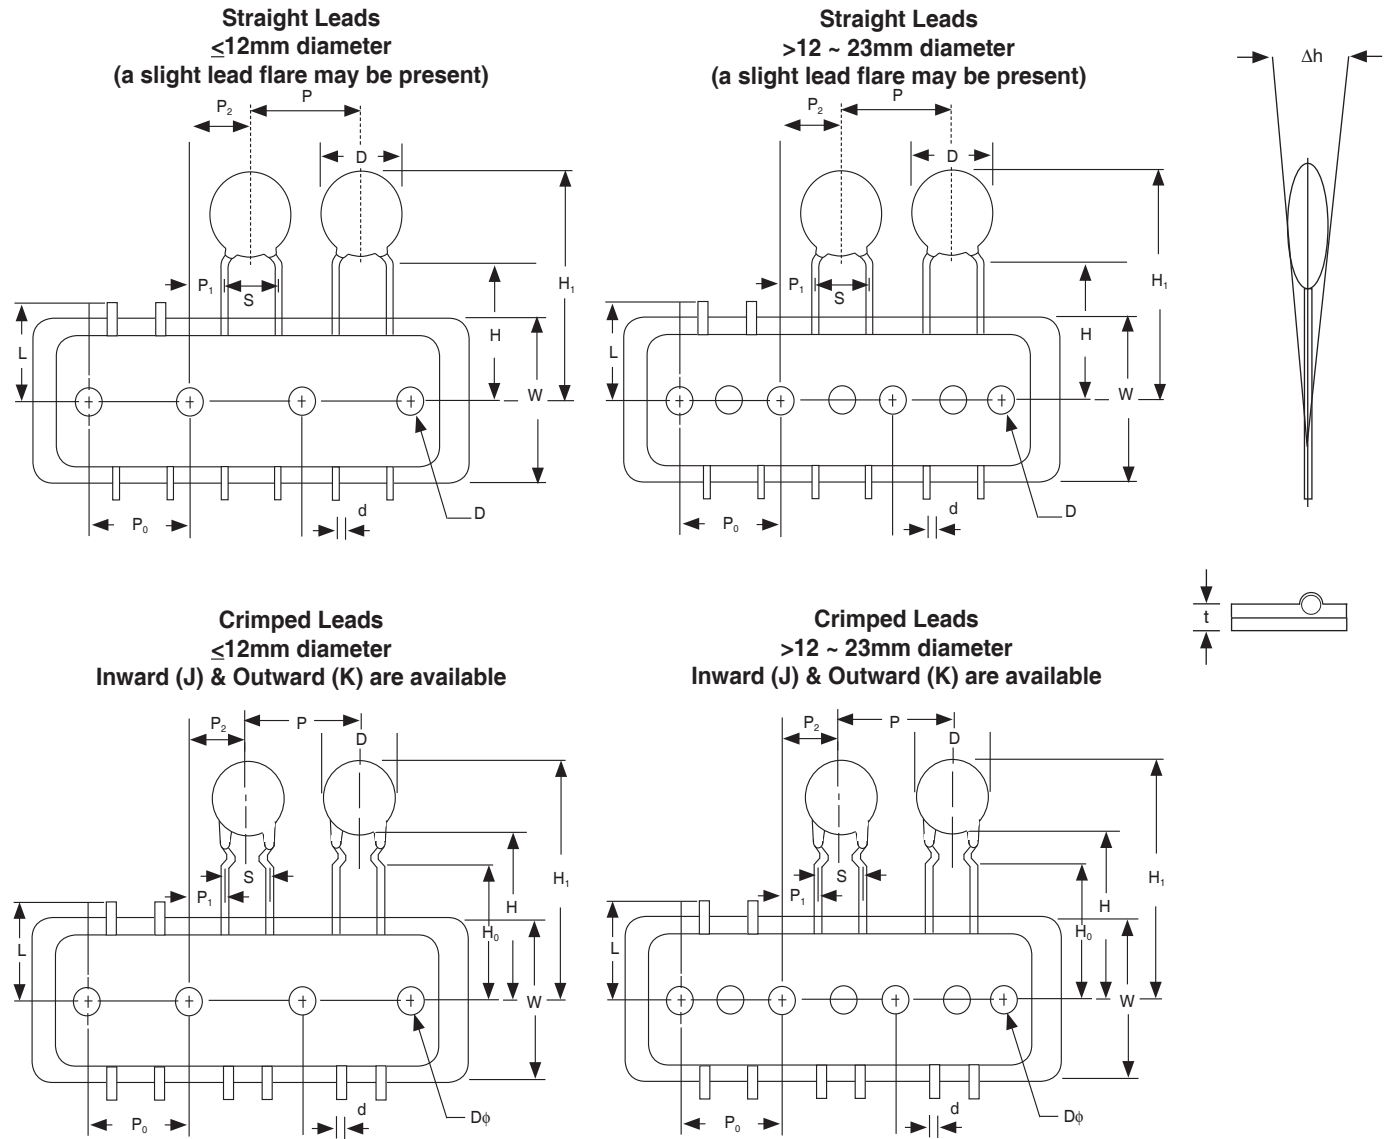 Straight Leads
<12mm diameter
(a slight lead flare may be present)
P
P2
D
P1
S
H1
H
L
W
P0
d
D
Straight Leads
>12 ~ 23mm diameter
(a slight lead flare may be present)
P
P2
D
P1
S
H1
H
L
W
P0
d
D
Δh
t
Crimped Leads
<12mm diameter
Inward (J) & Outward (K) are available
P2
P
D
S
P1
H1
H
H0
L
W
P0
d
Dϕ
Crimped Leads
>12 ~ 23mm diameter
Inward (J) & Outward (K) are available
P2
P
D
S
P1
H1
H
H0
L
W
P0
d
Dϕ